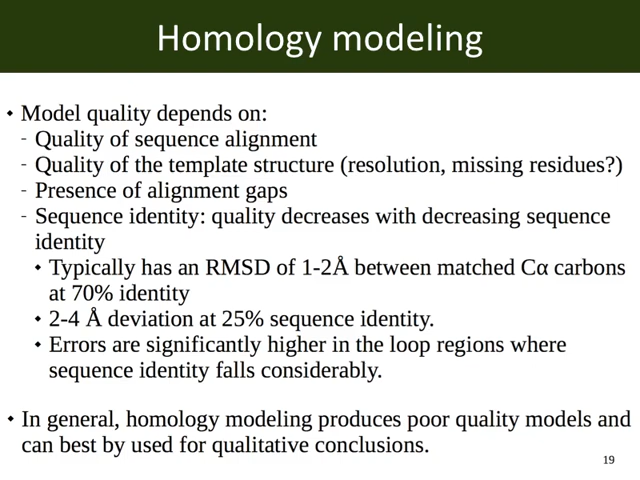 Homology modeling
• Model quality depends on:
- Quality of sequence alignment
- Quality of the template structure (resolution, missing residues?)
- Presence of alignment gaps
- Sequence identity: quality decreases with decreasing sequence
identity
• Typically has an RMSD of 1-2Å between matched Cα carbons
at 70% identity
• 2-4 Å deviation at 25% sequence identity.
• Errors are significantly higher in the loop regions where
sequence identity falls considerably.
• In general, homology modeling produces poor quality models and
can best by used for qualitative conclusions.
19